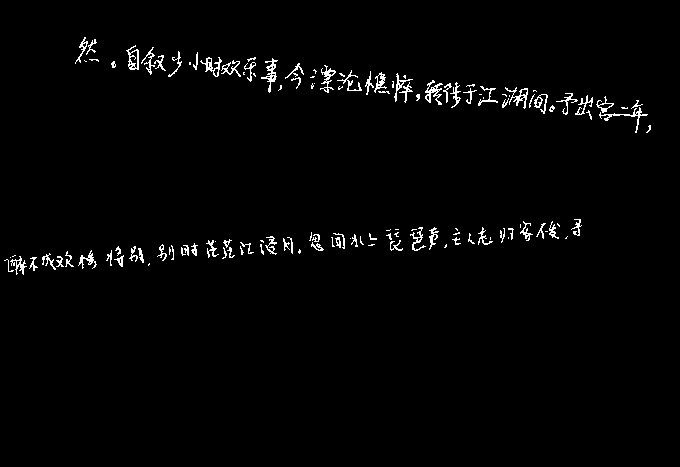 然。自叙少小时欢乐事,今漂沦憔悴,转徙于江湖间。予出官二年,
醉不成欢惨将别,别时茫茫江浸月。忽闻水上琵琶声,主人忘归客不发,寻